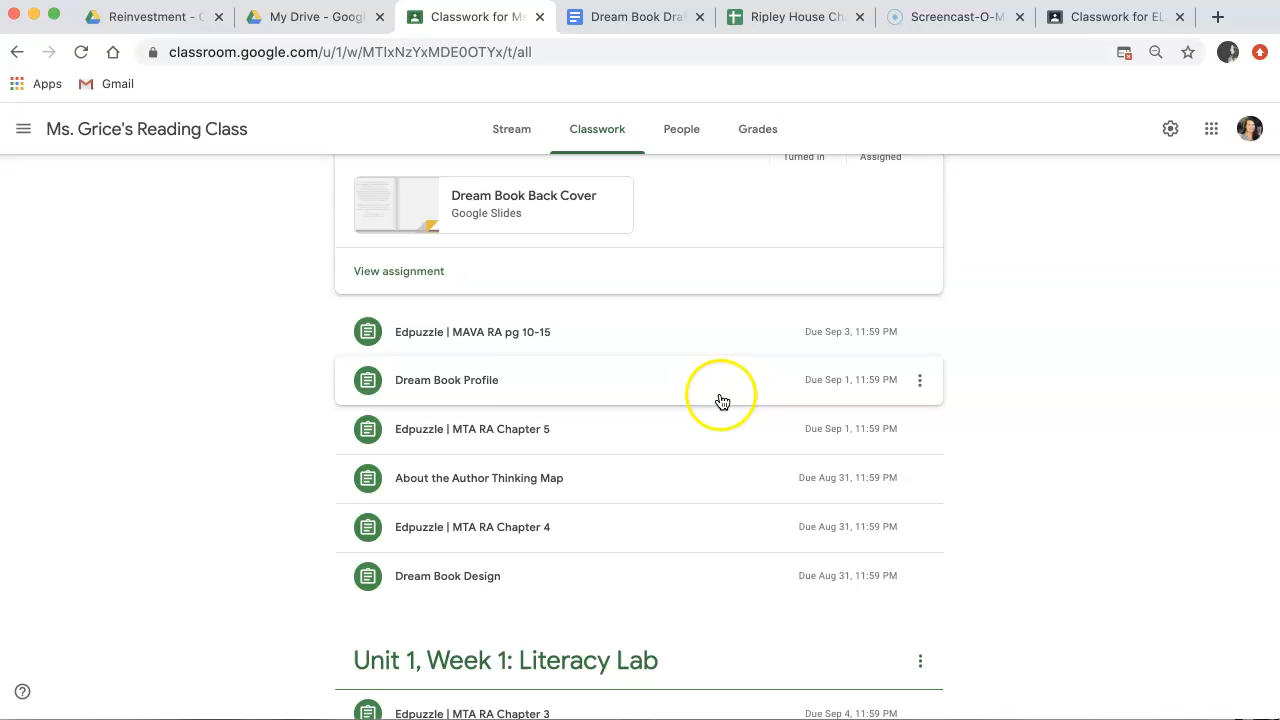 Reinvestment - C
My Drive - Googl
Classwork for Ms
Dream Book Dra
Ripley House Ch
Screencast-O-M
Classwork for EL
classroom.google.com/u/1/w/MTIxNzYxMDE0OTYx/t/all
Apps
Gmail
Ms. Grice's Reading Class
Stream
Classwork
People
Grades
Turned in
Assigned
Dream Book Back Cover
Google Slides
View assignment
Edpuzzle | MAVA RA pg 10-15
Due Sep 3, 11:59 PM
Dream Book Profile
Due Sep 1, 11:59 PM
Edpuzzle | MTA RA Chapter 5
Due Sep 1, 11:59 PM
About the Author Thinking Map
Due Aug 31, 11:59 PM
Edpuzzle | MTA RA Chapter 4
Due Aug 31, 11:59 PM
Dream Book Design
Due Aug 31, 11:59 PM
Unit 1, Week 1: Literacy Lab
Edpuzzle | MTA RA Chapter 3
Due Sep 4, 11:59 PM